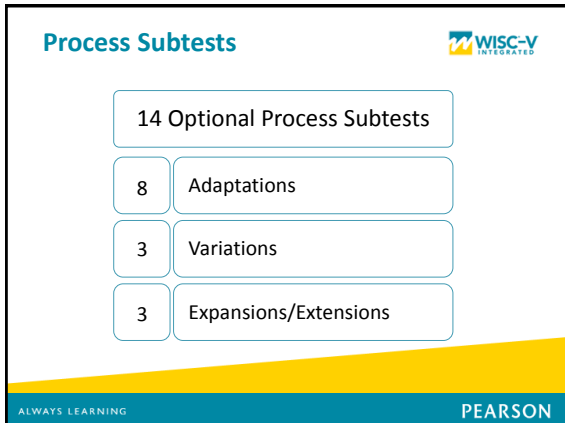 Process Subtests
WISC-V
INTEGRATED
14 Optional Process Subtests
8 Adaptations
3 Variations
3 Expansions/Extensions
ALWAYS LEARNING
PEARSON